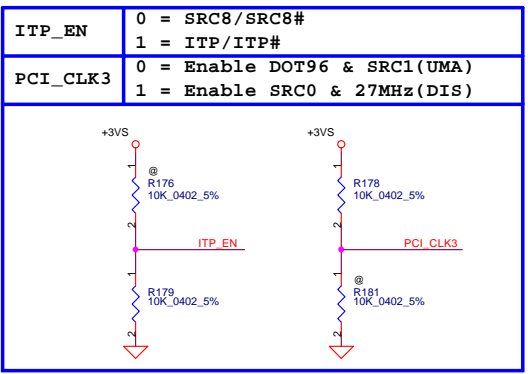 ITP_EN
0 = SRC8/SRC8#
1 = ITP/ITP#
PCI_CLK3
0 = Enable DOT96 & SRC1(UMA)
1 = Enable SRC0 & 27MHz(DIS)
+3VS
+3VS
1
@
R176
10K_0402_5%
2
1
R178
10K_0402_5%
2
ITP_EN
PCI_CLK3
1
R179
10K_0402_5%
2
1
@
R181
10K_0402_5%
2